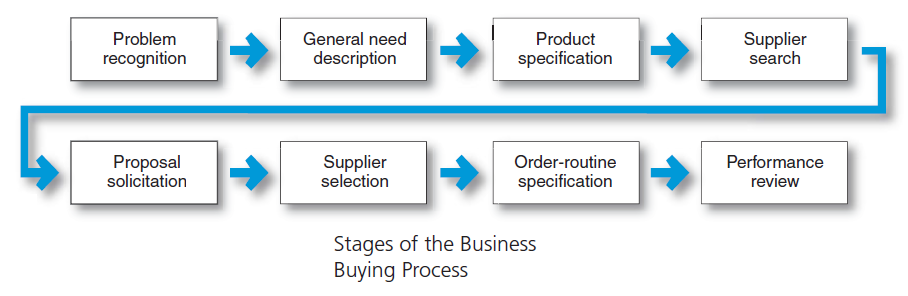 Problem
recognition
General need
description
Product
specification
Supplier
search
Proposal
solicitation
Supplier
selection
Order-routine
specification
Performance
review
Stages of the Business
Buying Process